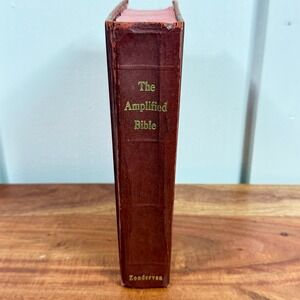 The
Amplified
Bible
Zondervan